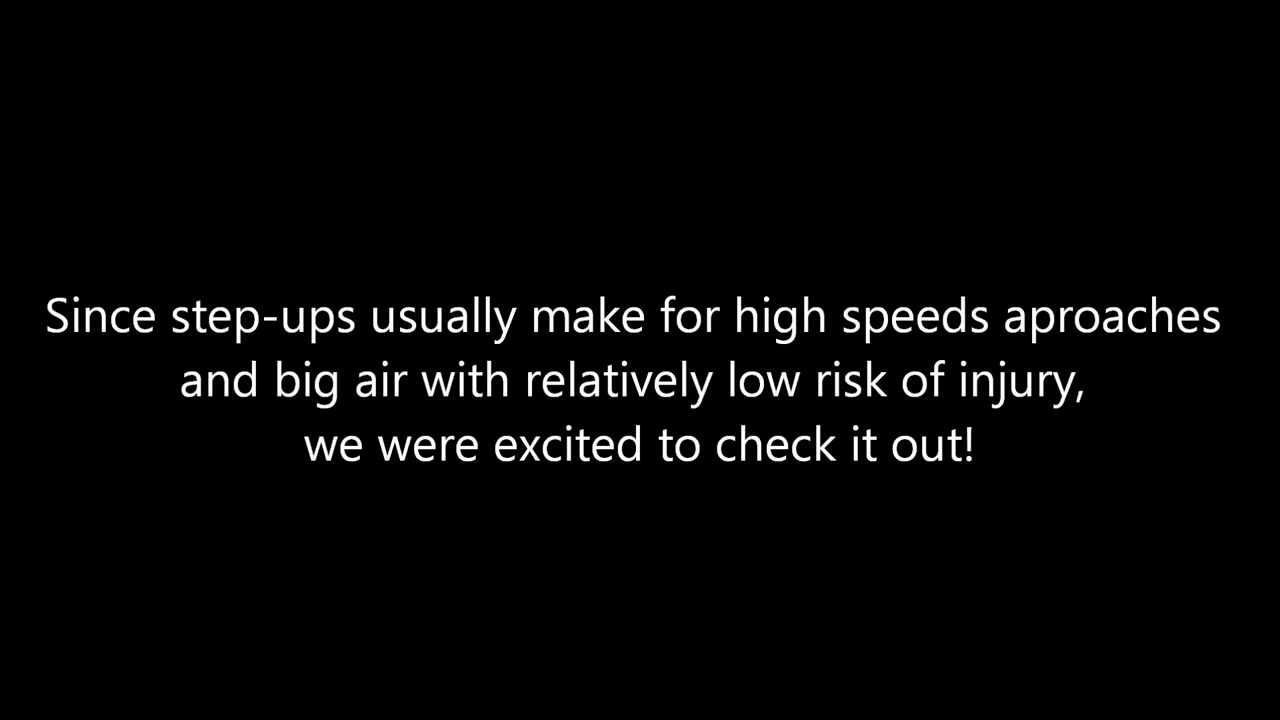 Since step-ups usually make for high speeds aproaches
and big air with relatively low risk of injury,
we were excited to check it out!